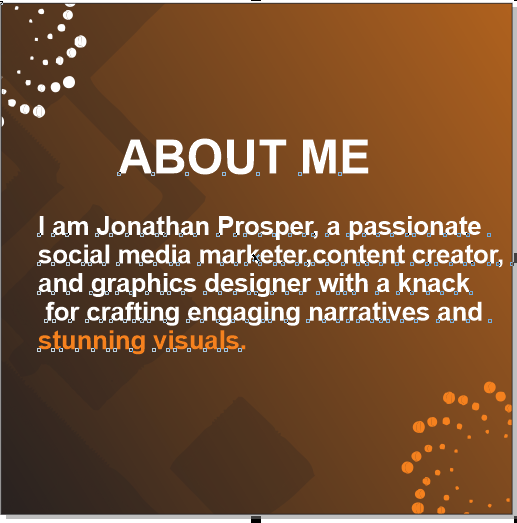 ABOUT ME
I am Jonathan Prosper, a passionate
social media marketer,content creator,
and graphics designer with a knack
for crafting engaging narratives and
stunning visuals.